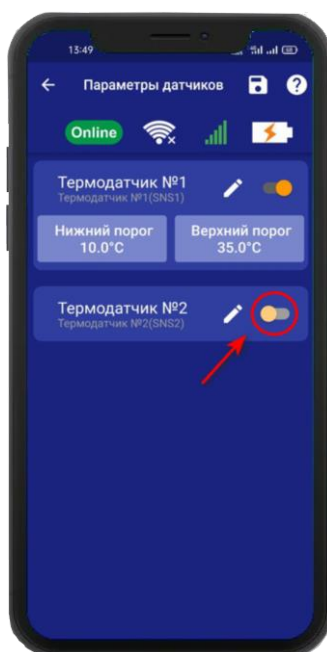 13:49
Параметры датчиков
Online
Термодатчик №1
Термодатчик №1(SNS1)
Нижний порог
10.0°C
Верхний порог
35.0°C
Термодатчик №2
Термодатчик №2(SNS2)